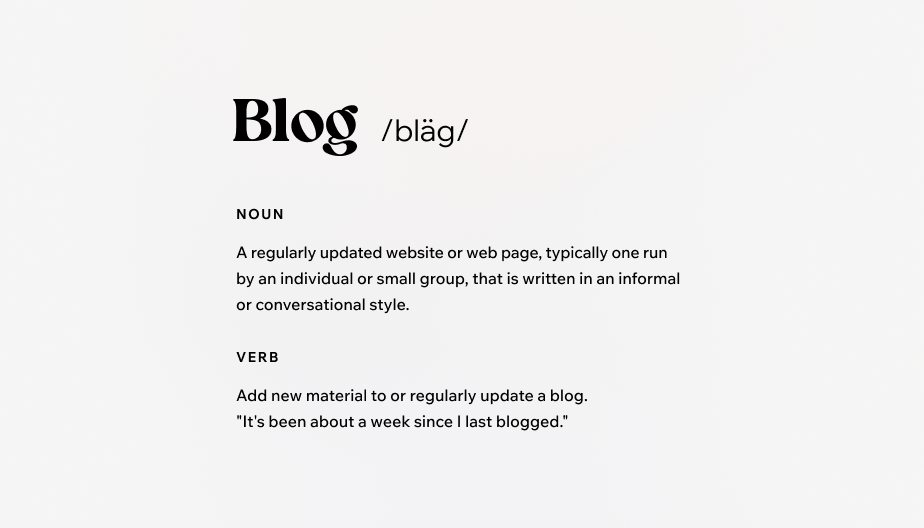 Blog /bläg/
NOUN
A regularly updated website or web page, typically one run
by an individual or small group, that is written in an informal
or conversational style.
VERB
Add new material to or regularly update a blog.
"It's been about a week since I last blogged."